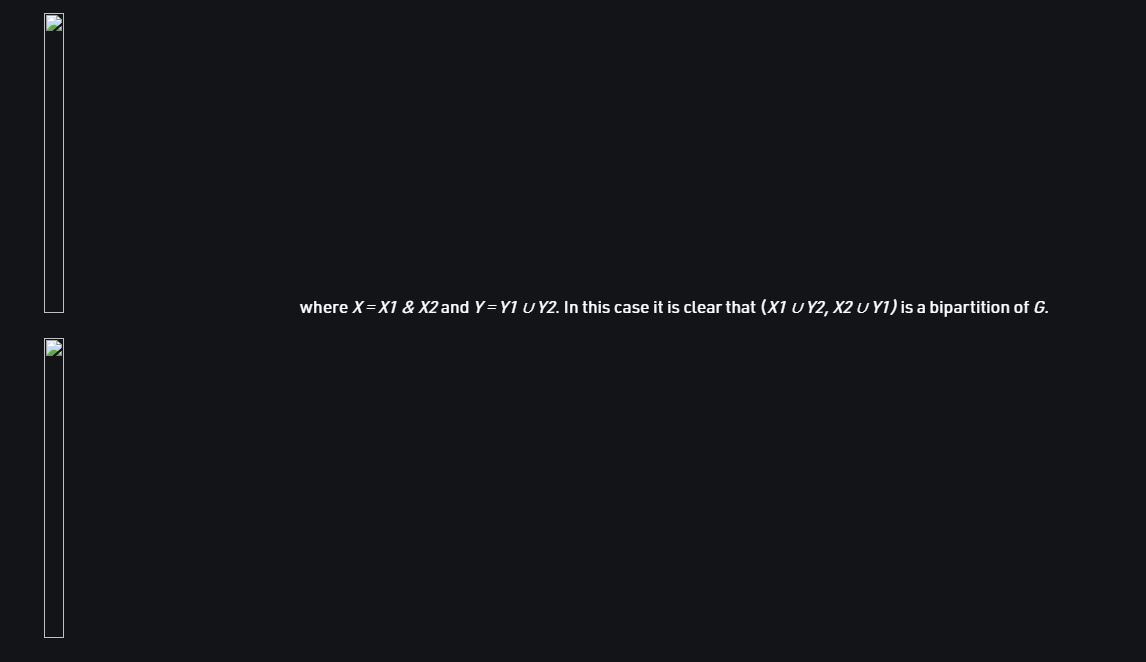 where X = X1 & X2 and Y = Y1 ∪ Y2. In this case it is clear that (X1 ∪ Y2, X2 ∪ Y1) is a bipartition of G.